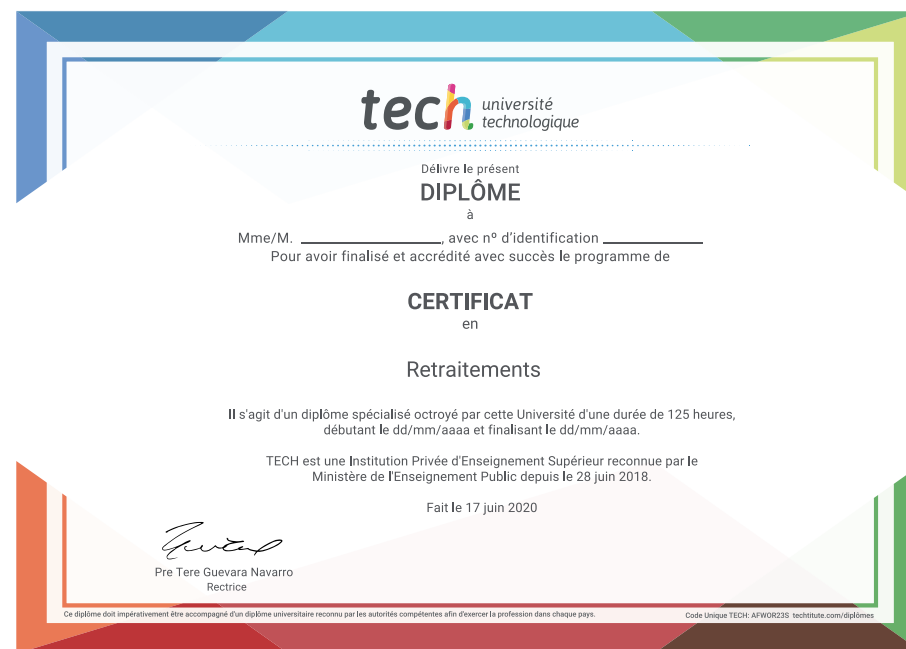 tech université
technologique
Délivre le présent
DIPLÔME
à
Mme/M. ____________________, avec nº d'identification ______________
Pour avoir finalisé et accrédité avec succès le programme de
CERTIFICAT
en
Retraitements
Il s'agit d'un diplôme spécialisé octroyé par cette Université d'une durée de 125 heures,
débutant le dd/mm/aaaa et finalisant le dd/mm/aaaa.
TECH est une Institution Privée d'Enseignement Supérieur reconnue par le
Ministère de l'Enseignement Public depuis le 28 juin 2018.
Fait le 17 juin 2020
Pre Tere Guevara Navarro
Rectrice
Ce diplôme doit impérativement être accompagné d'un diplôme universitaire reconnu par les autorités compétentes afin d'exercer la profession dans chaque pays.
Code Unique TECH: AFWOR23S techtitute.com/diplômes